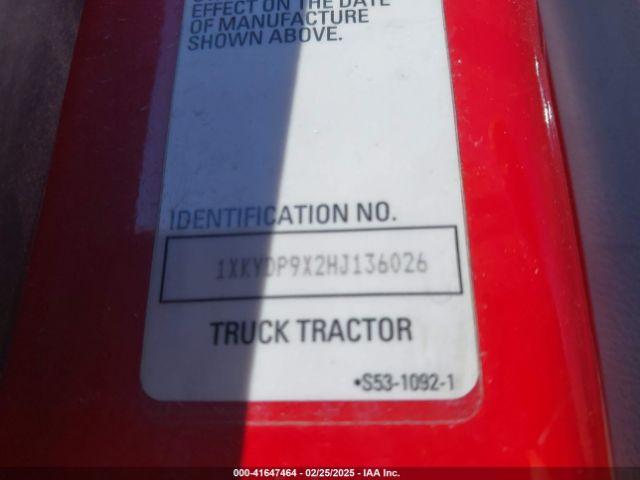 EFFECT ON THE DATE
OF MANUFACTURE
SHOWN ABOVE.
IDENTIFICATION NO.
1XKYDP9X2HJ136026
TRUCK TRACTOR
•S53-1092-1
000-41647464 - 02/25/2025 - IAA Inc.